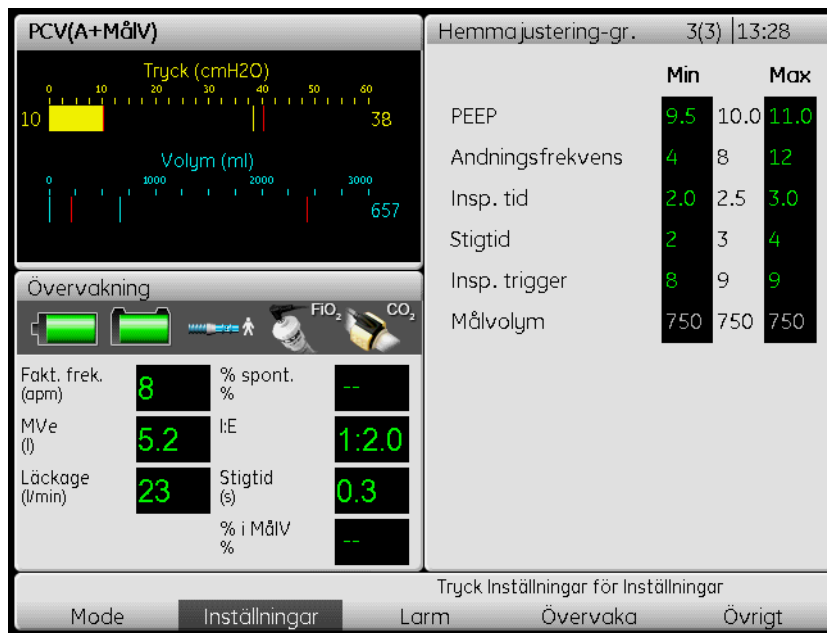 PCV(A+MålV)
Tryck (cmH2O)
0 10 20 30 40 50 60
10 38
Volym (ml)
0 1000 2000 3000
657
Övervakning
FiO2 CO2
Fakt. frek. 8 % spont. --
(apm) %
MVe 5.2 I:E 1:2.0
(l)
Läckage 23 Stigtid 0.3
(l/min) (s)
% i MålV --
%
Hemmajustering-gr. 3(3) 13:28
Min Max
PEEP 9.5 10.0 11.0
Andningsfrekvens 4 8 12
Insp. tid 2.0 2.5 3.0
Stigtid 2 3 4
Insp. trigger 8 9 9
Målvolym 750 750 750
Tryck Inställningar för Inställningar
Mode Inställningar Larm Övervaka Övrigt